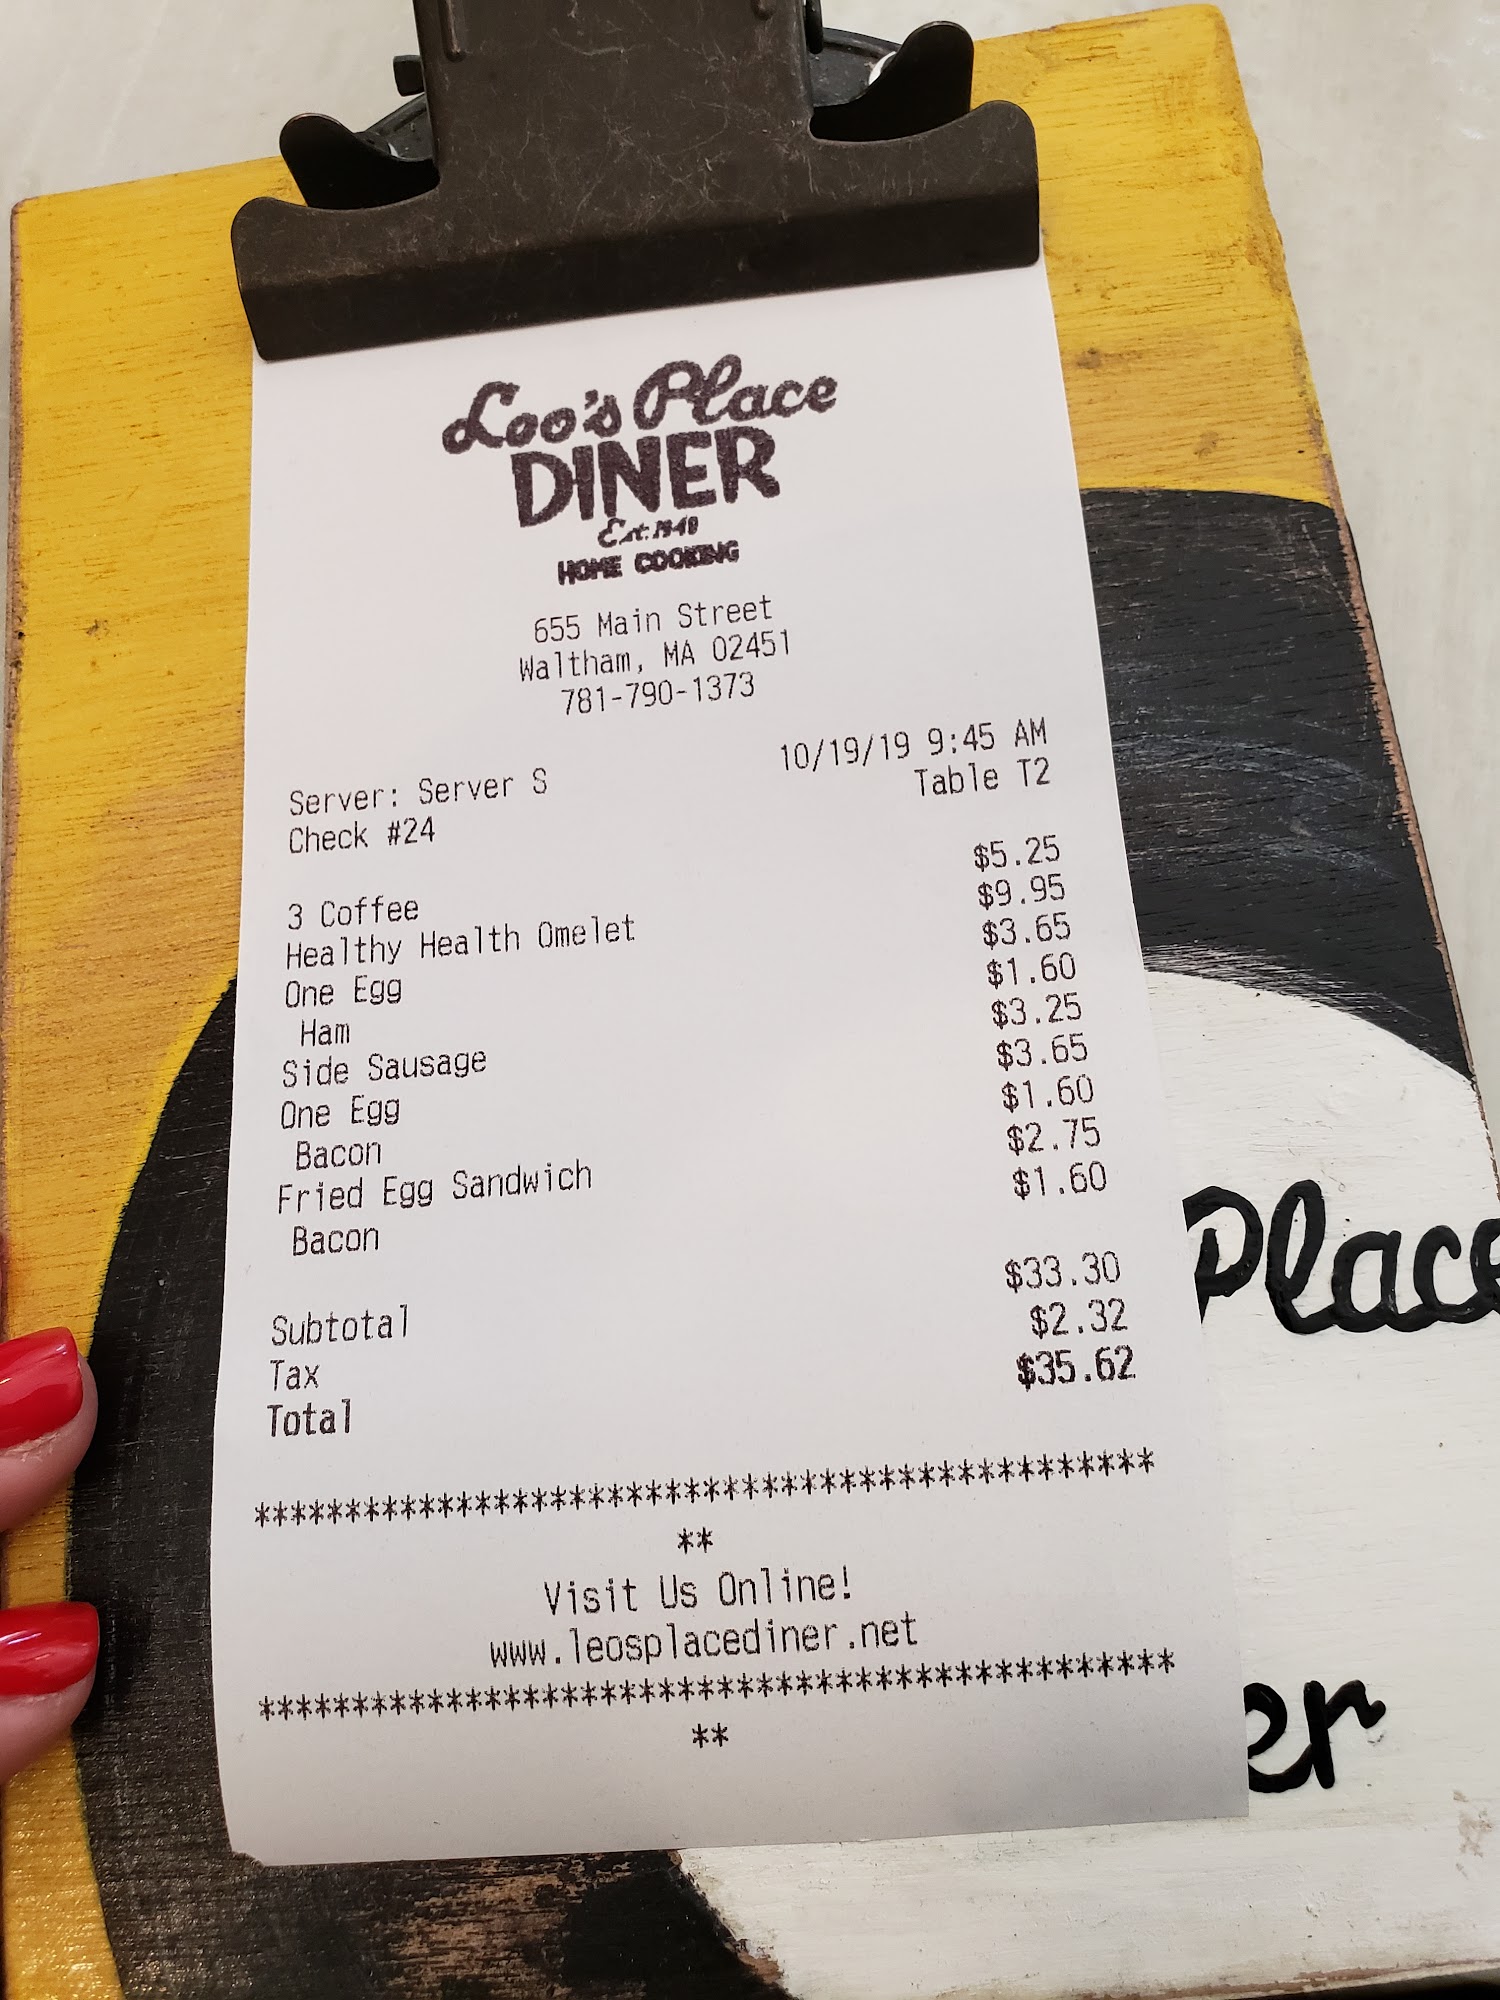 Leo's Place
DINER
Est. 1949
HOME COOKING
655 Main Street
Waltham, MA 02451
781-790-1373
Server: Server S 10/19/19 9:45 AM
Check #24 Table T2
3 Coffee $5.25
Healthy Health Omelet $9.95
One Egg $3.65
Ham $1.60
Side Sausage $3.25
One Egg $3.65
Bacon $1.60
Fried Egg Sandwich $2.75
Bacon $1.60
Subtotal $33.30
Tax $2.32
Total $35.62
********************************************
**
Visit Us Online!
www.leosplacediner.net
********************************************
**
Place
er